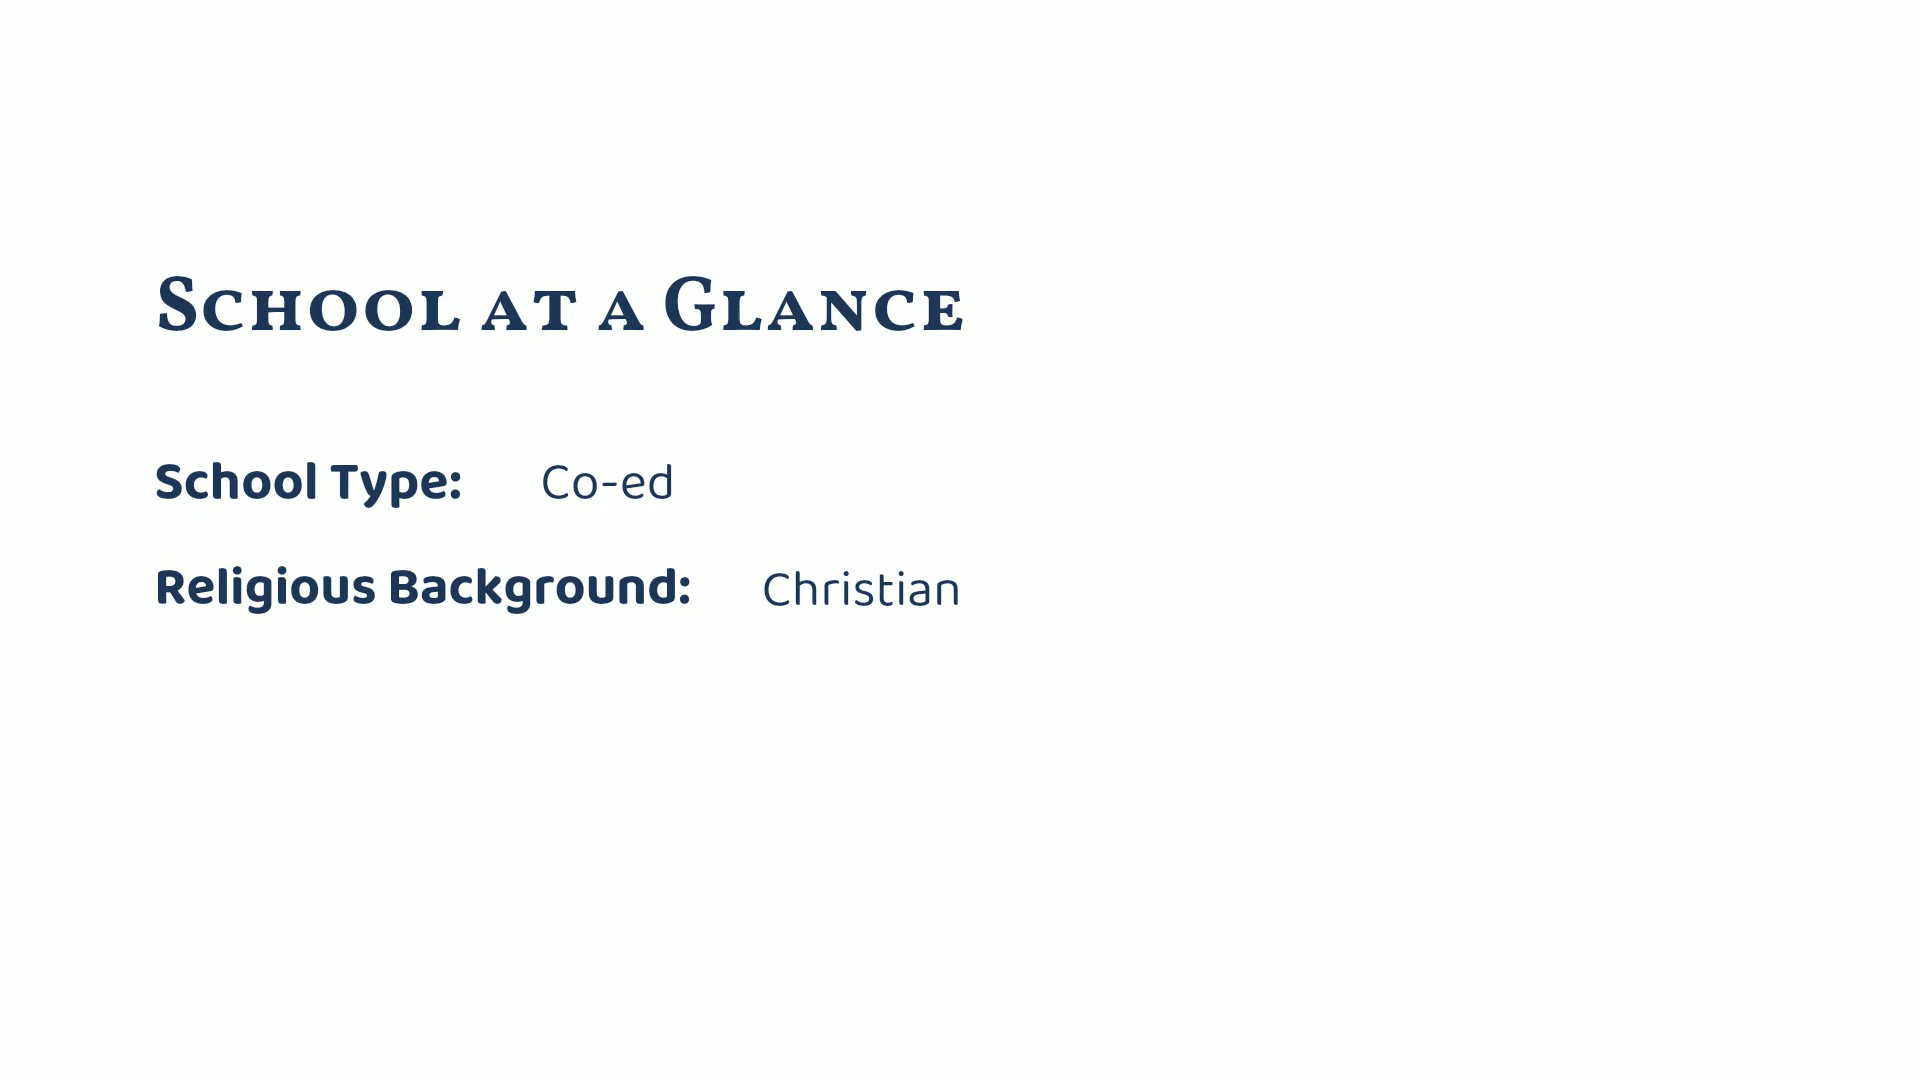 School at a Glance
School Type: Co-ed
Religious Background: Christian